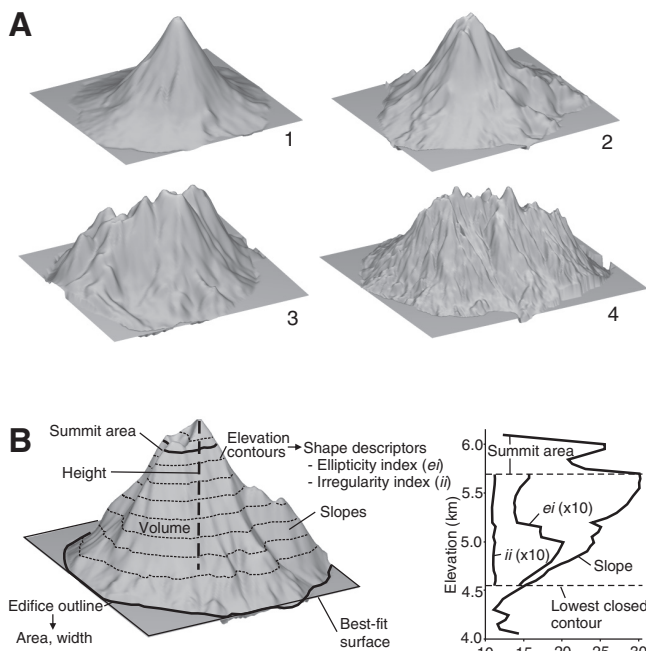 A
1
2
3
4
B
Summit area
Elevation
contours
Shape descriptors
- Ellipticity index (ei)
- Irregularity index (ii)
Height
Volume
Slopes
Edifice outline
Area, width
Best-fit
surface
Elevation (km)
6.0
5.5
5.0
4.5
4.0
Summit area
ei (x10)
ii (x10)
Slope
Lowest closed
contour
10 15 20 25 30